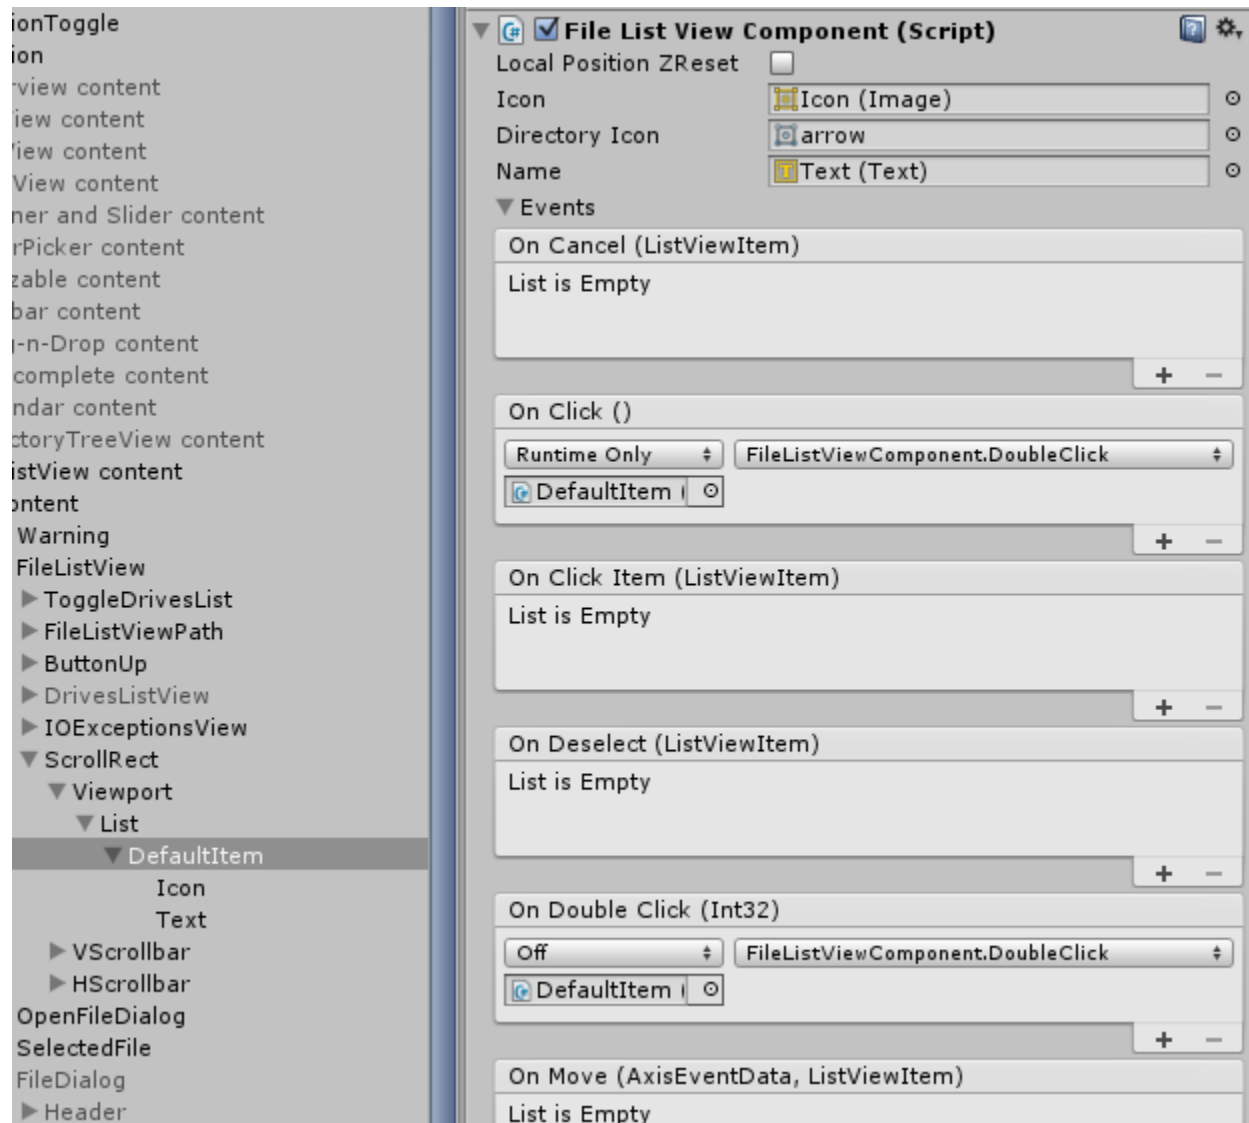 ionToggle
ion
rview content
iew content
View content
View content
ner and Slider content
rPicker content
zable content
bar content
g-n-Drop content
complete content
ndar content
ctoryTreeView content
istView content
ontent
Warning
FileListView
ToggleDrivesList
FileListViewPath
ButtonUp
DrivesListView
IOExceptionsView
ScrollRect
Viewport
List
DefaultItem
Icon
Text
VScrollbar
HScrollbar
OpenFileDialog
SelectedFile
FileDialog
Header
File List View Component (Script)
Local Position ZReset
Icon Icon (Image)
Directory Icon arrow
Name Text (Text)
Events
On Cancel (ListViewItem)
List is Empty
+ −
On Click ()
Runtime Only FileListViewComponent.DoubleClick
DefaultItem (
+ −
On Click Item (ListViewItem)
List is Empty
+ −
On Deselect (ListViewItem)
List is Empty
+ −
On Double Click (Int32)
Off FileListViewComponent.DoubleClick
DefaultItem (
+ −
On Move (AxisEventData, ListViewItem)
List is Empty